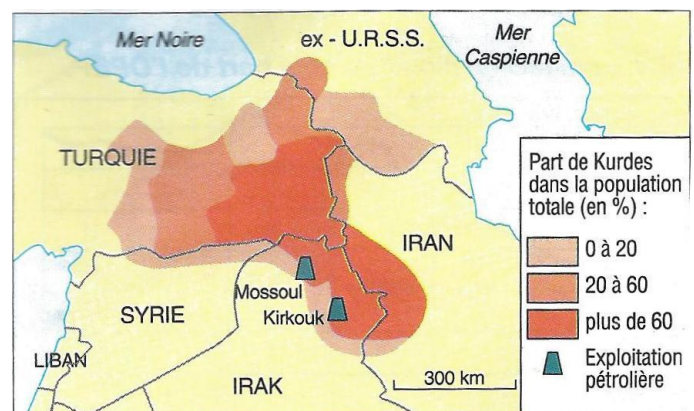 Mer Noire
ex - U.R.S.S.
Mer
Caspienne
TURQUIE
IRAN
Mossoul
Kirkouk
SYRIE
LIBAN
IRAK
300 km
Part de Kurdes
dans la population
totale (en %) :
0 à 20
20 à 60
plus de 60
Exploitation
pétrolière